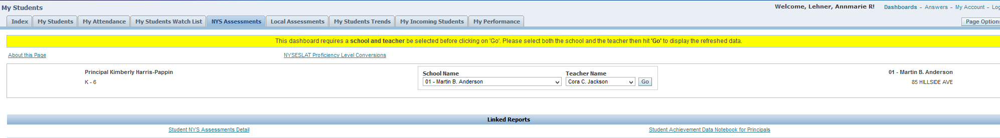 My Students
Welcome, Lehner, Annmarie R! Dashboards - Answers - My Account - Log
Index My Students My Attendance My Students Watch List NYS Assessments Local Assessments My Students Trends My Incoming Students My Performance
Page Options
This dashboard requires a school and teacher be selected before clicking on 'Go'. Please select both the school and the teacher then hit 'Go' to display the refreshed data.
About this Page NYSESLAT Proficiency Level Conversions
Principal Kimberly Harris-Pappin
K - 6
School Name Teacher Name
01 - Martin B. Anderson Cora C. Jackson Go
01 - Martin B. Anderson
85 HILLSIDE AVE
Linked Reports
Student NYS Assessments Detail Student Achievement Data Notebook for Principals